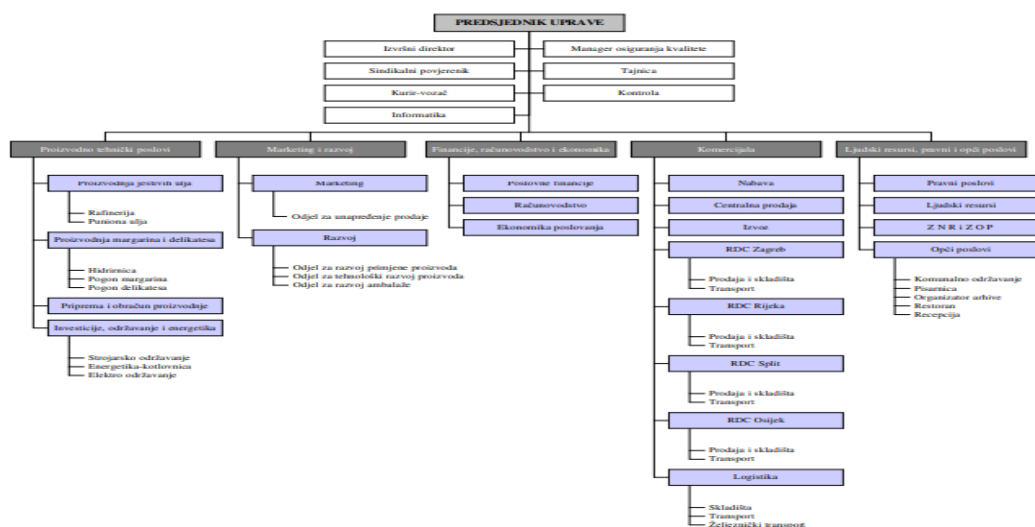 PREDSJEDNIK UPRAVE
Izvršni direktor
Manager osiguranja kvalitete
Sindikalni povjerenik
Tajnica
Kurir-vozač
Kontrola
Informatika
Proizvodno tehnički poslovi
Marketing i razvoj
Financije, računovodstvo i ekonomika
Komercijala
Ljudski resursi, pravni i opći poslovi
Proizvodnja jestivih ulja
Rafinerija
Puniona ulja
Proizvodnja margarina i delikatesa
Hidrirnica
Pogon margarina
Pogon delikatesa
Priprema i obračun proizvodnje
Investicije, održavanje i energetika
Strojarsko održavanje
Energetika-kotlovnica
Elektro održavanje
Marketing
Odjel za unapređenje prodaje
Razvoj
Odjel za razvoj primjene proizvoda
Odjel za tehnološki razvoj proizvoda
Odjel za razvoj ambalaže
Poslovne financije
Računovodstvo
Ekonomika poslovanja
Nabava
Centralna prodaja
Izvoz
RDC Zagreb
Prodaja i skladišta
Transport
RDC Rijeka
Prodaja i skladišta
Transport
RDC Split
Prodaja i skladišta
Transport
RDC Osijek
Prodaja i skladišta
Transport
Logistika
Skladišta
Transport
Željeznički transport
Pravni poslovi
Ljudski resursi
Z N R i Z O P
Opći poslovi
Komunalno održavanje
Pisarnica
Organizator arhive
Restoran
Recepcija